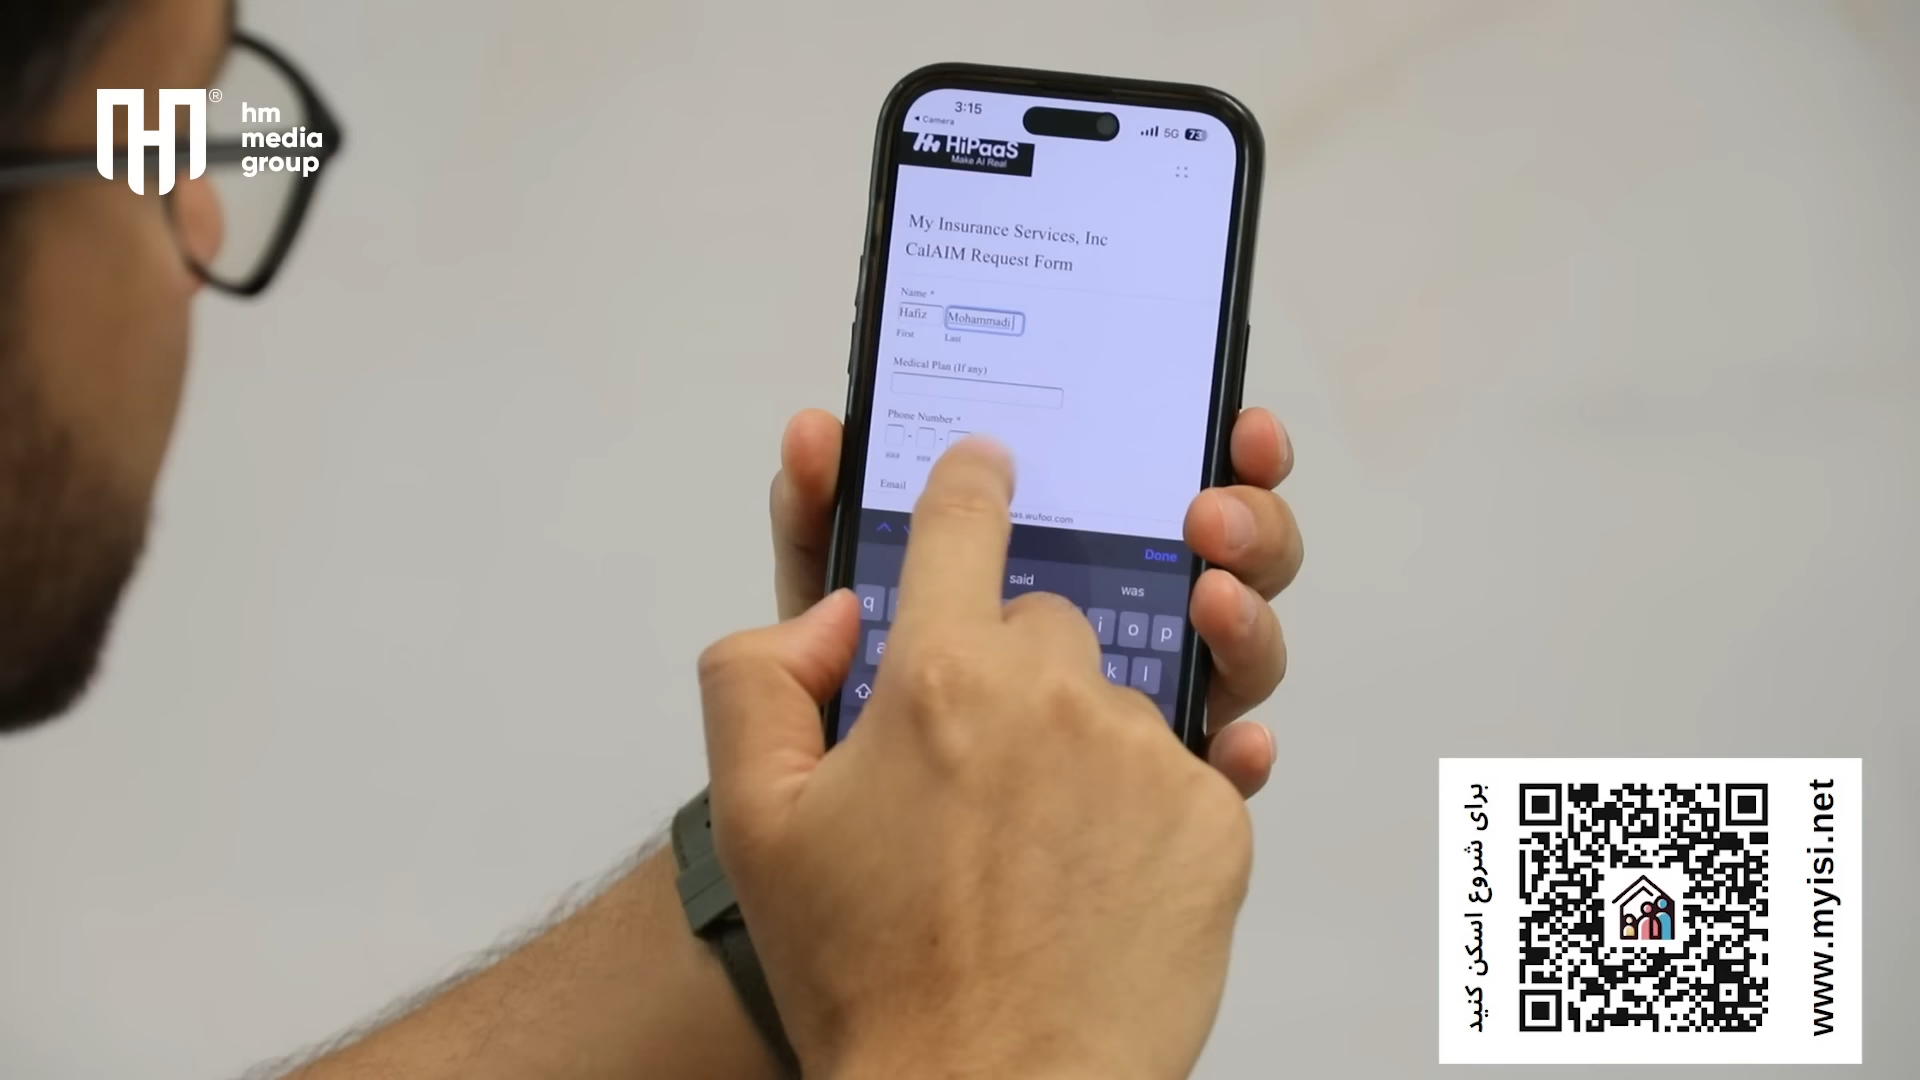 hm
media
group
3:15
Camera
5G
73
HiPaaS
Make AI Real
My Insurance Services, Inc
CalAIM Request Form
Name *
Hafiz
Mohammadi
First
Last
Medical Plan (If any)
Phone Number *
-
-
###
###
Email
Done
said
was
q
i
o
p
a
k
l
برای شروع اسکن کنید
www.myisi.net